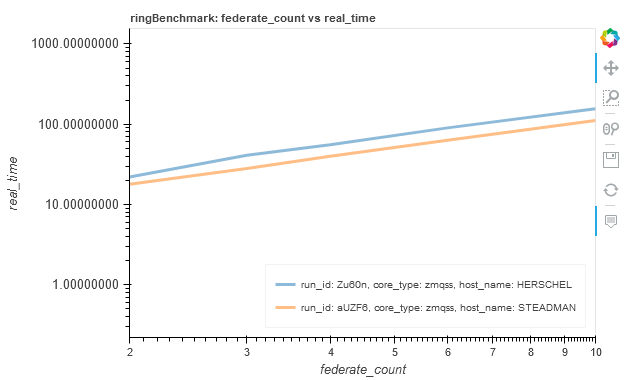 ringBenchmark: federate_count vs real_time
1000.00000000
100.00000000
10.00000000
1.00000000
real_time
run_id: Zu60n, core_type: zmqss, host_name: HERSCHEL
run_id: aUZF6, core_type: zmqss, host_name: STEADMAN
2 3 4 5 6 7 8 9 10
federate_count